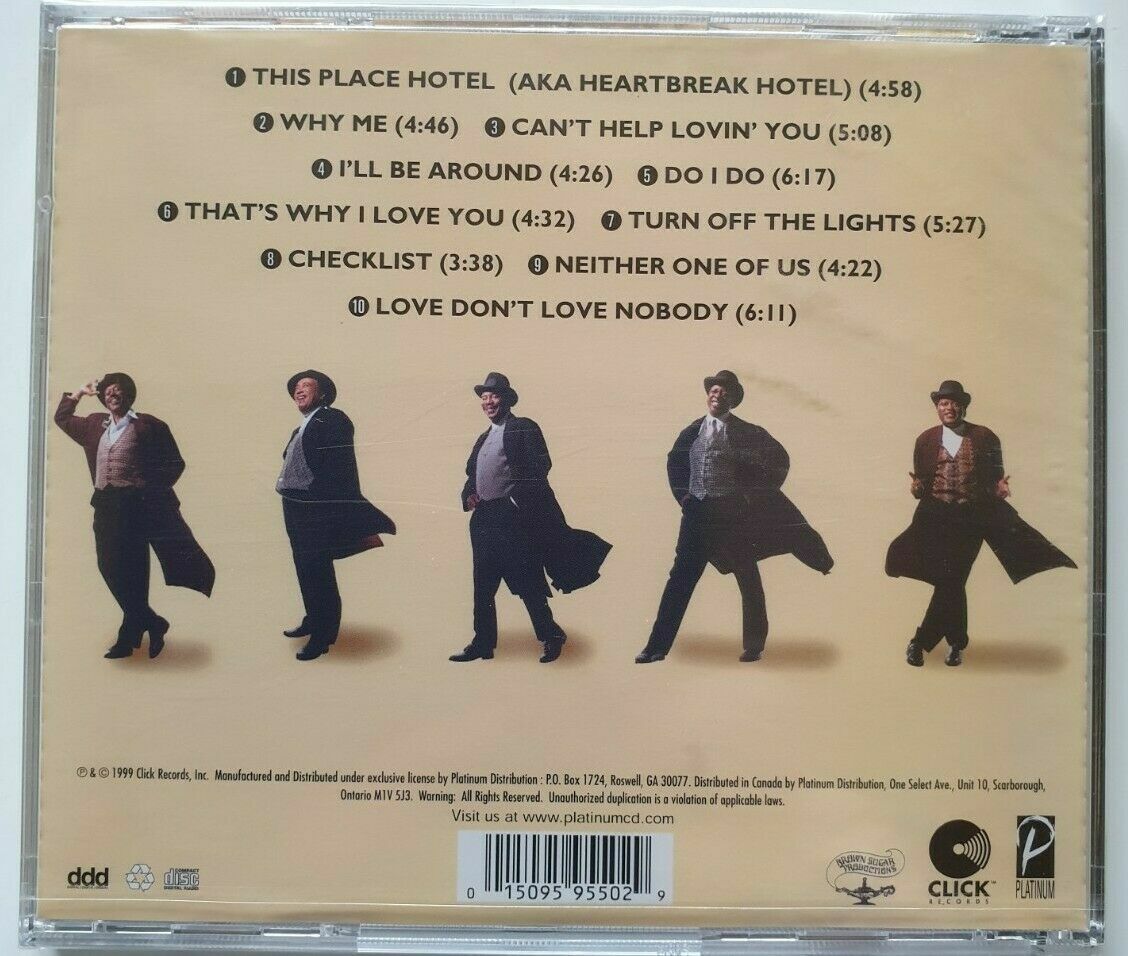 1 THIS PLACE HOTEL (AKA HEARTBREAK HOTEL) (4:58)
2 WHY ME (4:46) 3 CAN'T HELP LOVIN' YOU (5:08)
4 I'LL BE AROUND (4:26) 5 DO I DO (6:17)
6 THAT'S WHY I LOVE YOU (4:32) 7 TURN OFF THE LIGHTS (5:27)
8 CHECKLIST (3:38) 9 NEITHER ONE OF US (4:22)
10 LOVE DON'T LOVE NOBODY (6:11)
℗ & © 1999 Click Records, Inc. Manufactured and Distributed under exclusive license by Platinum Distribution : P.O. Box 1724, Roswell, GA 30077. Distributed in Canada by Platinum Distribution, One Select Ave., Unit 10, Scarborough,
Ontario M1V 5J3. Warning: All Rights Reserved. Unauthorized duplication is a violation of applicable laws.
Visit us at www.platinumcd.com
ddd
COMPACT
disc
DIGITAL AUDIO
0 15095 95502 9
BROWN SUGAR
PRODUCTIONS
CLICK™
RECORDS
P
PLATINUM